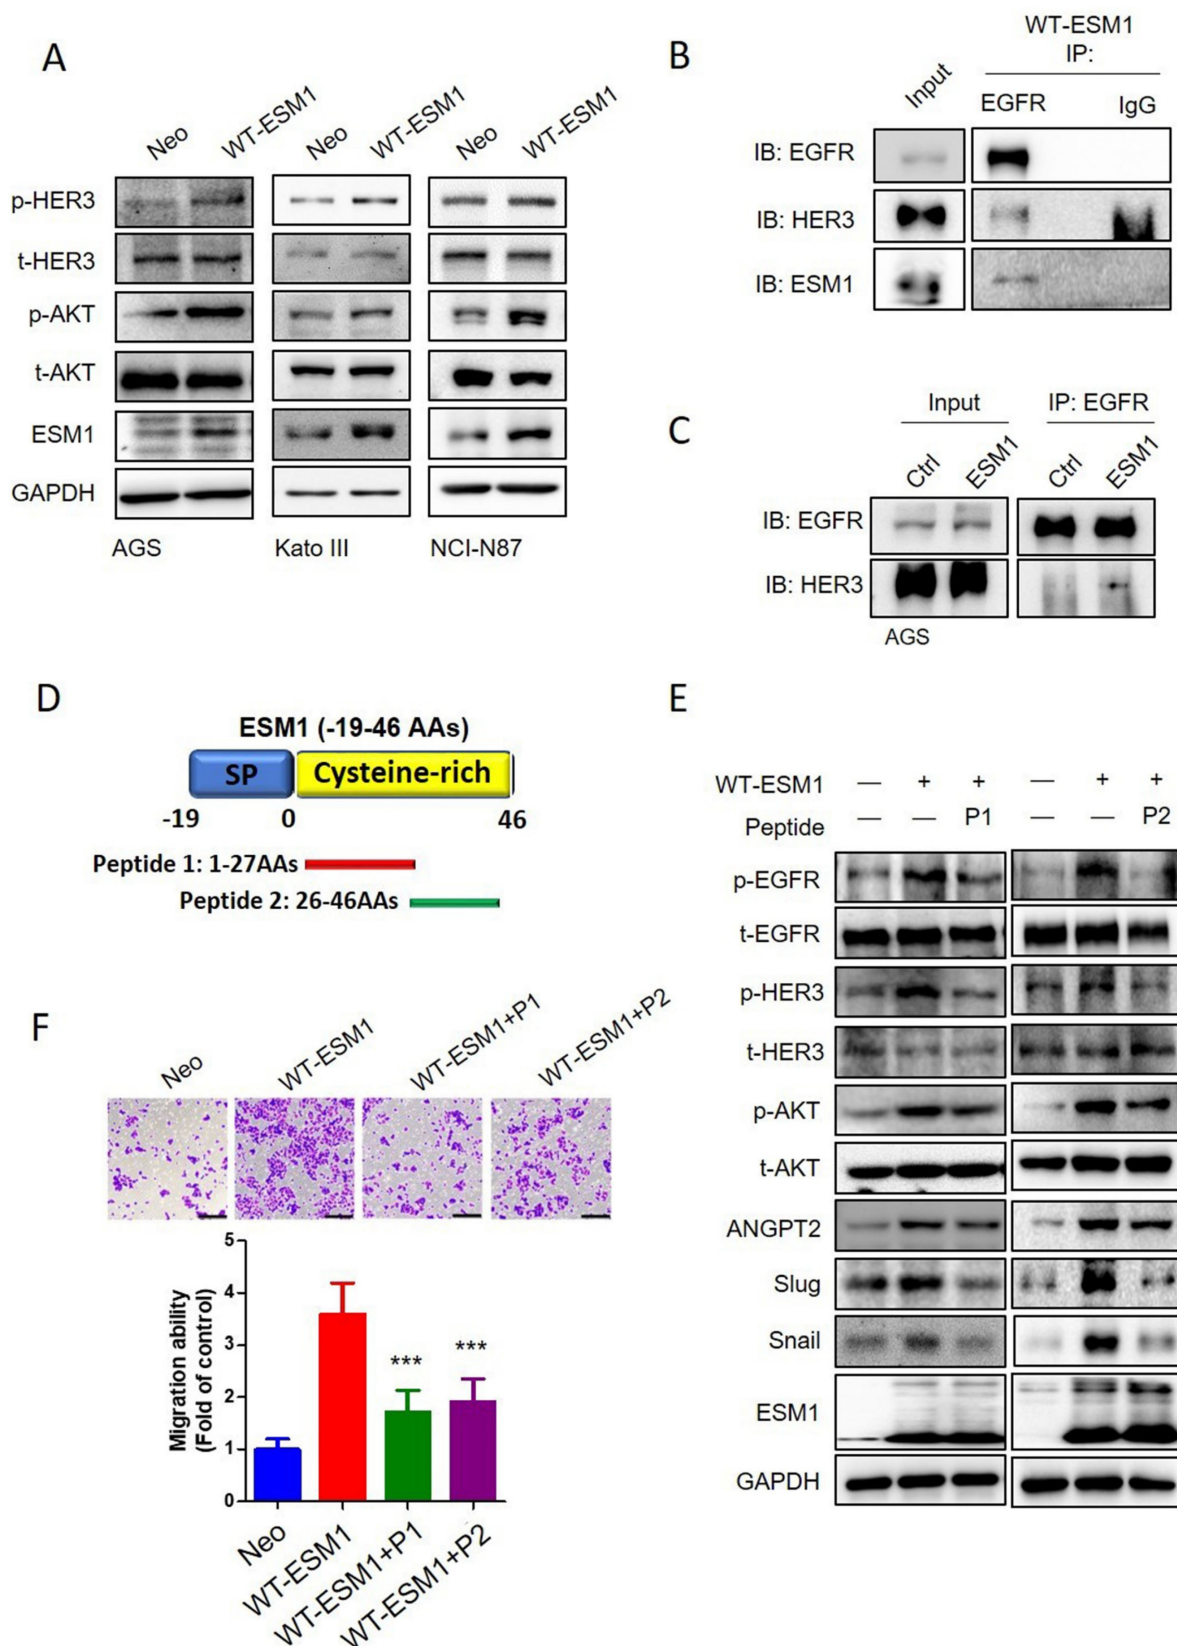 A
Neo WT-ESM1 Neo WT-ESM1 Neo WT-ESM1
p-HER3
t-HER3
p-AKT
t-AKT
ESM1
GAPDH
AGS Kato III NCI-N87
B
WT-ESM1
IP:
Input EGFR IgG
IB: EGFR
IB: HER3
IB: ESM1
C
Input IP: EGFR
Ctrl ESM1 Ctrl ESM1
IB: EGFR
IB: HER3
AGS
D
ESM1 (-19-46 AAs)
SP Cysteine-rich
-19 0 46
Peptide 1: 1-27AAs
Peptide 2: 26-46AAs
E
WT-ESM1 — + + — + +
Peptide — — P1 — — P2
p-EGFR
t-EGFR
p-HER3
t-HER3
p-AKT
t-AKT
ANGPT2
Slug
Snail
ESM1
GAPDH
F
Neo WT-ESM1 WT-ESM1+P1 WT-ESM1+P2
Migration ability
(Fold of control)
5
4
3
2
1
0
*** ***
Neo WT-ESM1 WT-ESM1+P1 WT-ESM1+P2